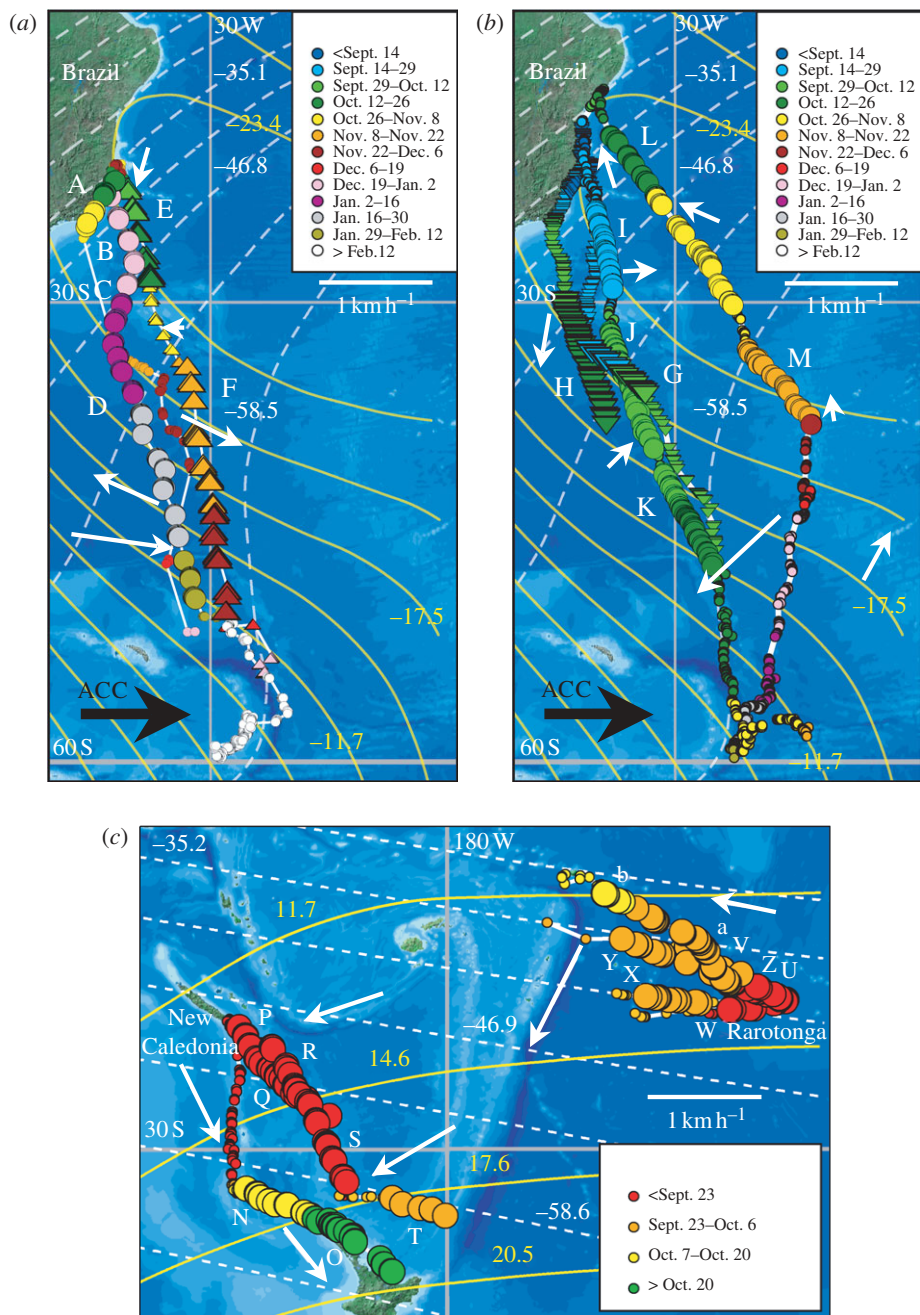 (a)
30 W
Brazil
−35.1
−23.4
−46.8
<Sept. 14
Sept. 14–29
Sept. 29–Oct. 12
Oct. 12–26
Oct. 26–Nov. 8
Nov. 8–Nov. 22
Nov. 22–Dec. 6
Dec. 6–19
Dec. 19–Jan. 2
Jan. 2–16
Jan. 16–30
Jan. 29–Feb. 12
> Feb.12
1 km h⁻¹
A
E
B
C
30 S
F
D
−58.5
−17.5
ACC
−11.7
60 S
(b)
30 W
Brazil
−35.1
−23.4
−46.8
<Sept. 14
Sept. 14–29
Sept. 29–Oct. 12
Oct. 12–26
Oct. 26–Nov. 8
Nov. 8–Nov. 22
Nov. 22–Dec. 6
Dec. 6–19
Dec. 19–Jan. 2
Jan. 2–16
Jan. 16–30
Jan. 29–Feb. 12
> Feb.12
1 km h⁻¹
L
I
30 S
J
G
M
H
−58.5
K
−17.5
ACC
−11.7
60 S
(c)
−35.2
180 W
11.7
b
a
V
Y
X
Z U
W Rarotonga
P
New
Caledonia
R
−46.9
14.6
Q
1 km h⁻¹
30 S
S
17.6
N
−58.6
T
O
20.5
<Sept. 23
Sept. 23–Oct. 6
Oct. 7–Oct. 20
> Oct. 20